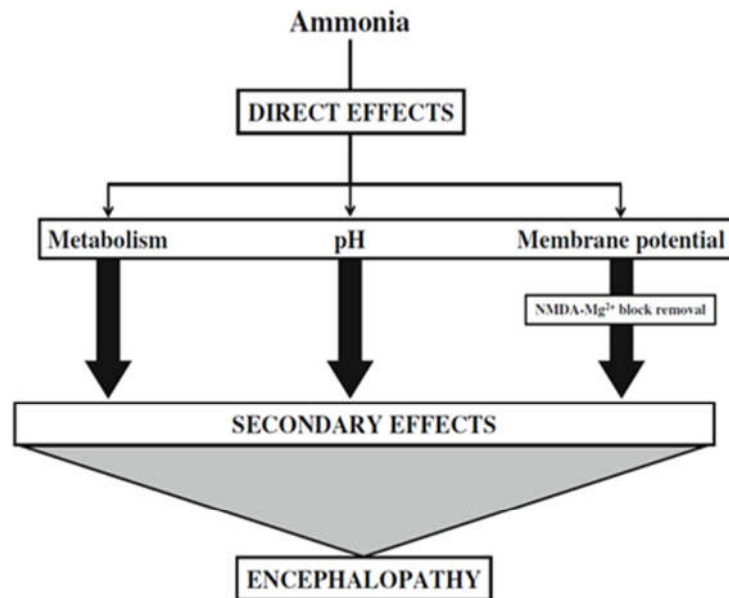 Ammonia
DIRECT EFFECTS
Metabolism pH Membrane potential
NMDA-Mg²⁺ block removal
SECONDARY EFFECTS
ENCEPHALOPATHY